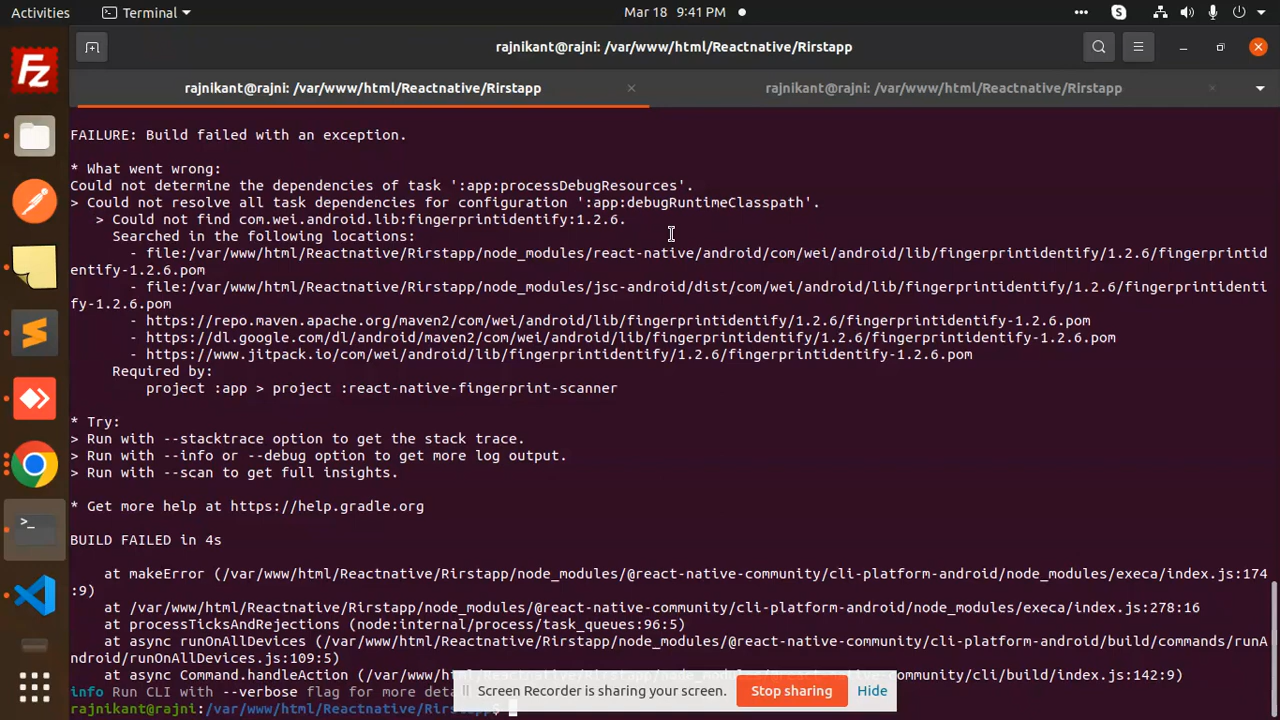 Activities
Terminal
Mar 18 9:41 PM
rajnikant@rajni: /var/www/html/Reactnative/Rirstapp
rajnikant@rajni: /var/www/html/Reactnative/Rirstapp
rajnikant@rajni: /var/www/html/Reactnative/Rirstapp
FAILURE: Build failed with an exception.
* What went wrong:
Could not determine the dependencies of task ':app:processDebugResources'.
> Could not resolve all task dependencies for configuration ':app:debugRuntimeClasspath'.
> Could not find com.wei.android.lib:fingerprintidentify:1.2.6.
Searched in the following locations:
- file:/var/www/html/Reactnative/Rirstapp/node_modules/react-native/android/com/wei/android/lib/fingerprintidentify/1.2.6/fingerprintid
entify-1.2.6.pom
- file:/var/www/html/Reactnative/Rirstapp/node_modules/jsc-android/dist/com/wei/android/lib/fingerprintidentify/1.2.6/fingerprintidenti
fy-1.2.6.pom
- https://repo.maven.apache.org/maven2/com/wei/android/lib/fingerprintidentify/1.2.6/fingerprintidentify-1.2.6.pom
- https://dl.google.com/dl/android/maven2/com/wei/android/lib/fingerprintidentify/1.2.6/fingerprintidentify-1.2.6.pom
- https://www.jitpack.io/com/wei/android/lib/fingerprintidentify/1.2.6/fingerprintidentify-1.2.6.pom
Required by:
project :app > project :react-native-fingerprint-scanner
* Try:
> Run with --stacktrace option to get the stack trace.
> Run with --info or --debug option to get more log output.
> Run with --scan to get full insights.
* Get more help at https://help.gradle.org
BUILD FAILED in 4s
at makeError (/var/www/html/Reactnative/Rirstapp/node_modules/@react-native-community/cli-platform-android/node_modules/execa/index.js:174
:9)
at /var/www/html/Reactnative/Rirstapp/node_modules/@react-native-community/cli-platform-android/node_modules/execa/index.js:278:16
at processTicksAndRejections (node:internal/process/task_queues:96:5)
at async runOnAllDevices (/var/www/html/Reactnative/Rirstapp/node_modules/@react-native-community/cli-platform-android/build/commands/runA
ndroid/runOnAllDevices.js:109:5)
at async Command.handleAction (/var/www/html/Reactnative/
cli/build/index.js:142:9)
info Run CLI with --verbose flag for more
rajnikant@rajni:/var/www/html/Reactnative/Rirstapp$
Screen Recorder is sharing your screen.
Stop sharing
Hide